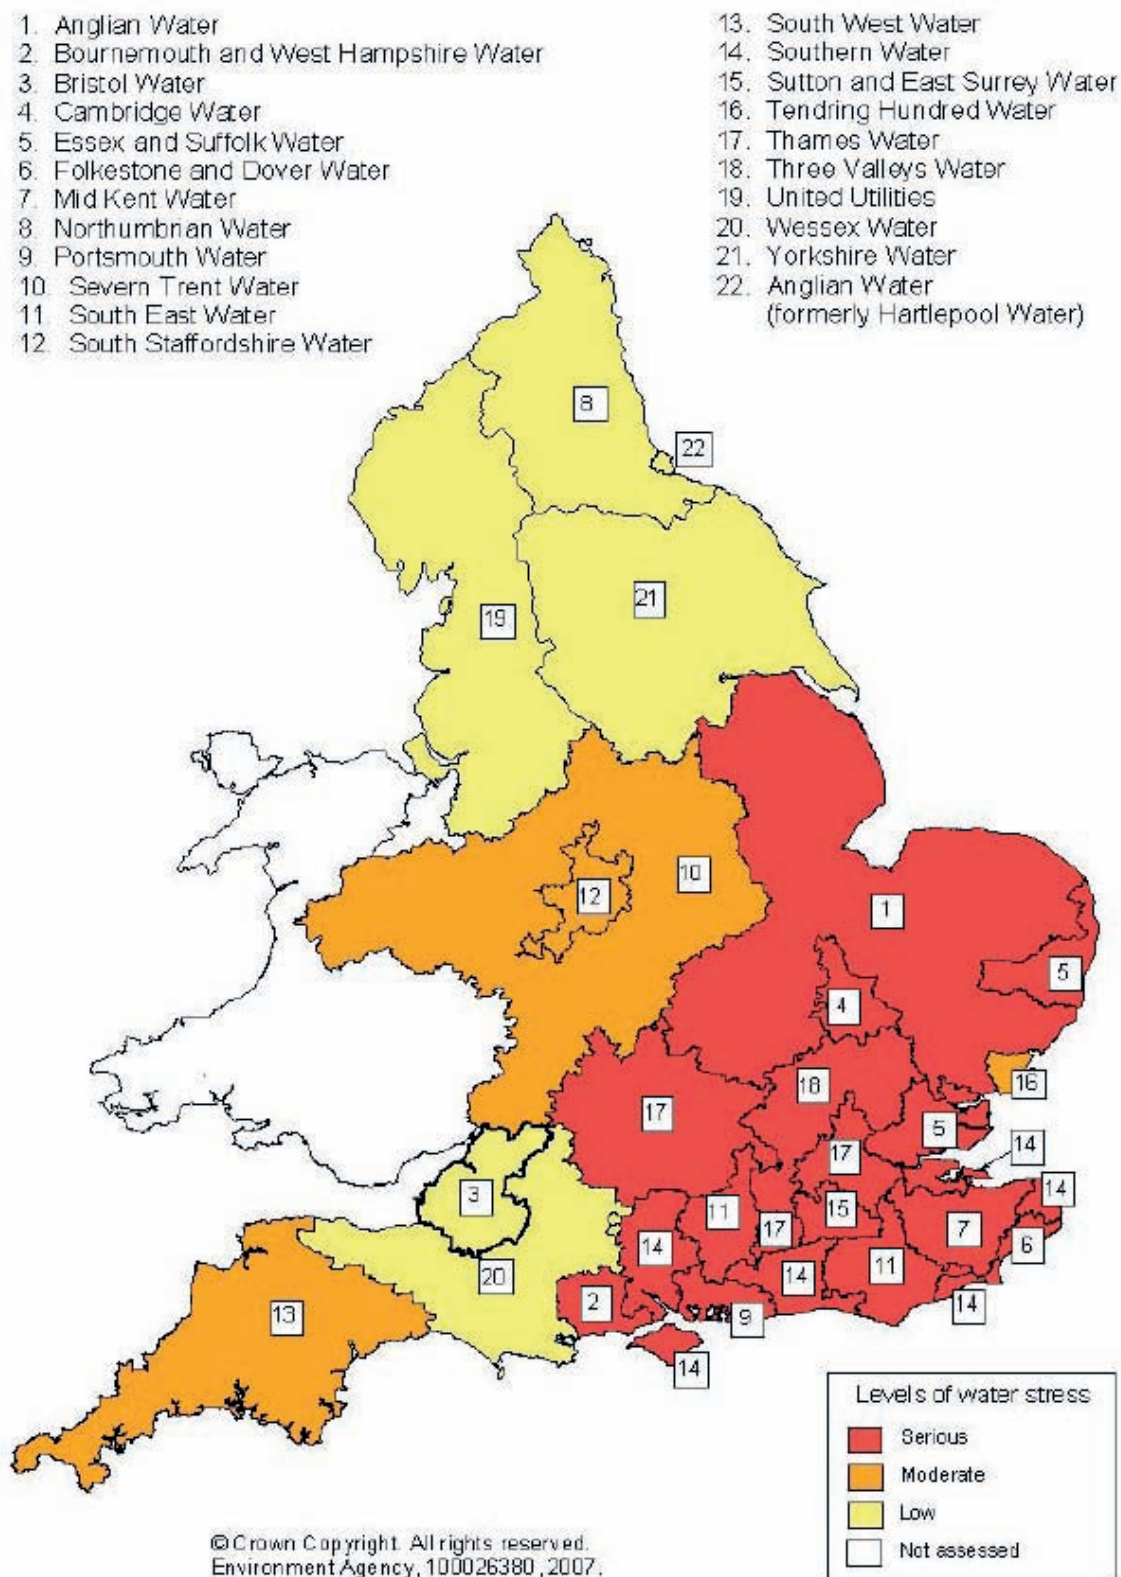 1. Anglian Water
2. Bournemouth and West Hampshire Water
3. Bristol Water
4. Cambridge Water
5. Essex and Suffolk Water
6. Folkestone and Dover Water
7. Mid Kent Water
8. Northumbrian Water
9. Portsmouth Water
10. Severn Trent Water
11. South East Water
12. South Staffordshire Water
13. South West Water
14. Southern Water
15. Sutton and East Surrey Water
16. Tendring Hundred Water
17. Thames Water
18. Three Valleys Water
19. United Utilities
20. Wessex Water
21. Yorkshire Water
22. Anglian Water
(formerly Hartlepool Water)
8
22
21
19
10
12
1
5
4
18
16
17
5
14
17
14
3
11
15
7
17
6
14
11
20
14
2
14
13
9
14
Levels of water stress
Serious
Moderate
Low
Not assessed
© Crown Copyright. All rights reserved.
Environment Agency, 100026380, 2007.